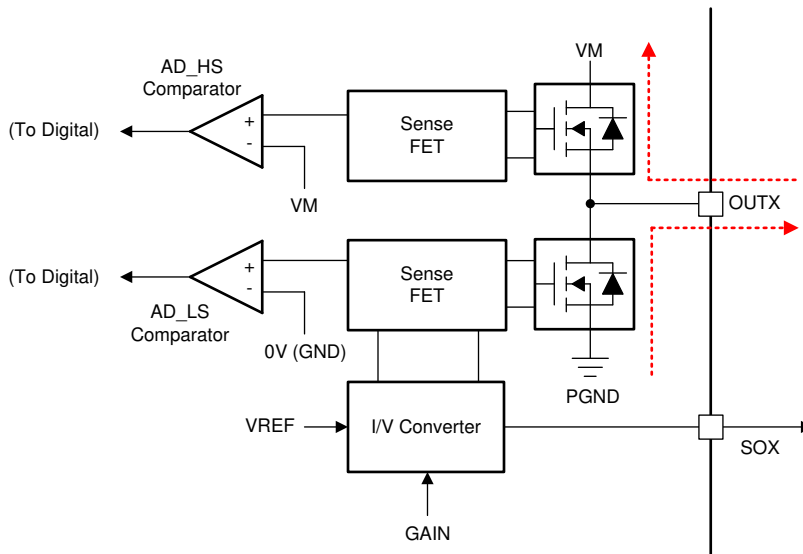 VM
AD_HS
Comparator
(To Digital)
+
-
Sense
FET
VM
OUTX
(To Digital)
+
-
Sense
FET
AD_LS
Comparator
0V (GND)
PGND
VREF
I/V Converter
SOX
GAIN